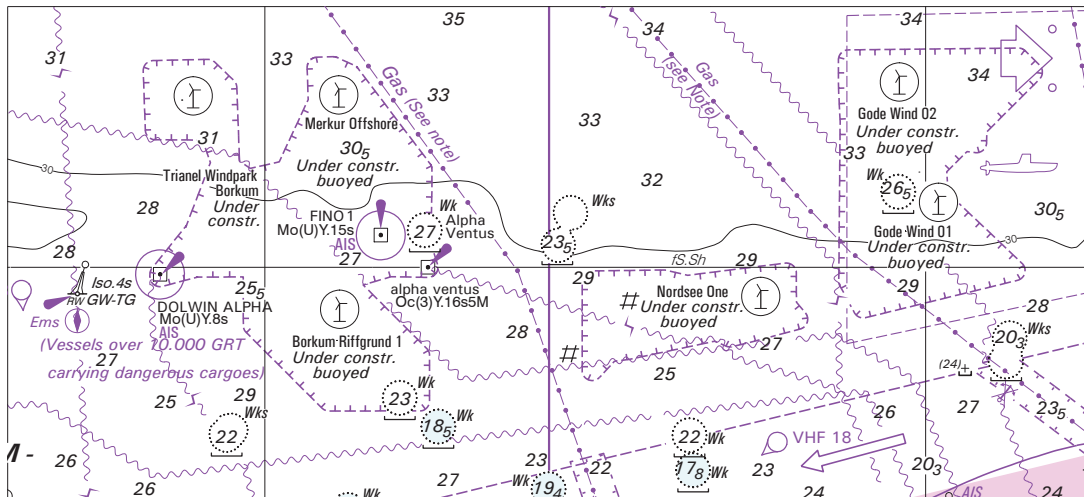 35
34
34
31
33
Gas (See note)
Gas
(see Note)
34
33
Gode Wind 02
Under constr.
buoyed
Merkur Offshore
33
31
30₅
Under constr.
buoyed
33
30
Trianel Windpark
Borkum
Under
constr.
32
Wk
26₅
Wks
28
FINO 1
Mo(U)Y.15s
AIS
Wk
27
Alpha
Ventus
30₅
Gode Wind 01
Under constr.
buoyed
30
28
23₅
27
fS.Sh
29
29
29
Iso.4s
RW
GW-TG
25₅
DOLWIN ALPHA
Mo(U)Y.8s
AIS
alpha ventus
Oc(3)Y.16s5M
#
Nordsee One
Under constr.
buoyed
28
Ems
(Vessels over 10.000 GRT
carrying dangerous cargoes)
27
Borkum-Riffgrund 1
Under constr.
buoyed
28
#
27
20₃
Wks
25
(24)
25
29
23
Wk
26
27
23₅
Wks
22
18₅
Wk
22
Wk
VHF 18
M -
26
26
27
23
22
17₈
Wk
23
20₃
Wk
19₄
Wk
24
AIS
24